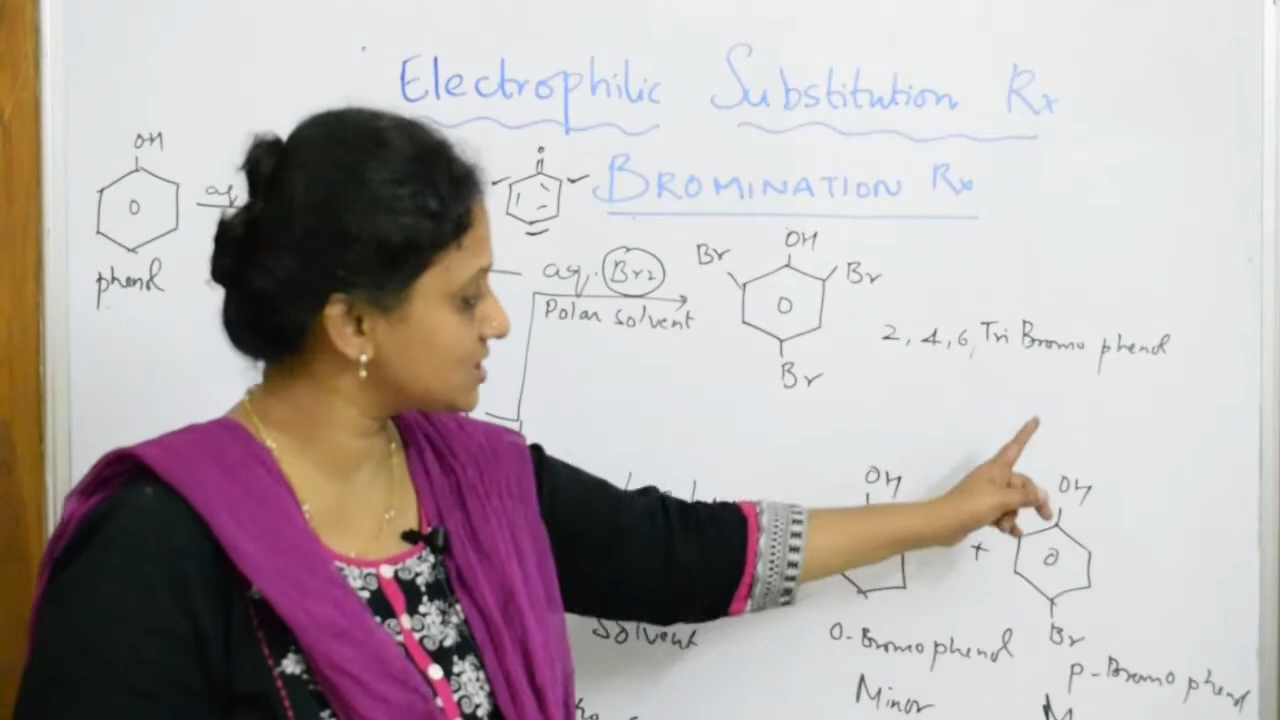 Electrophilic Substitution Rx
BROMINATION Rx
OH
aq
phenol
aq. Br2
Polar solvent
OH
Br
Br
Br
2, 4, 6, Tri Bromo phenol
OH
OH
+
Br
solvent
O-Bromophenol
p-Bromo phenol
Minor